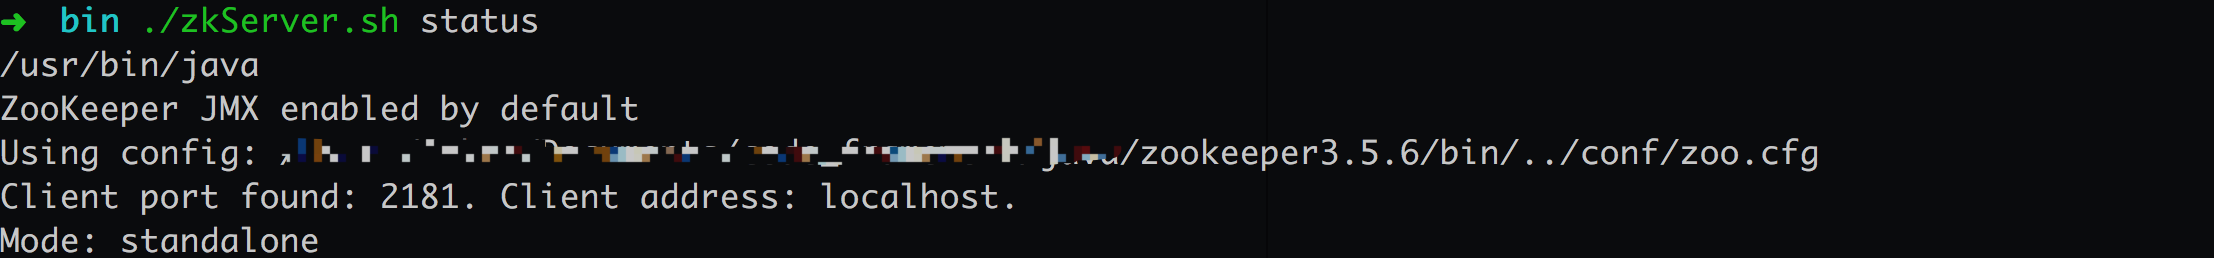 ➜ bin ./zkServer.sh status
/usr/bin/java
ZooKeeper JMX enabled by default
Using config: /zookeeper3.5.6/bin/../conf/zoo.cfg
Client port found: 2181. Client address: localhost.
Mode: standalone